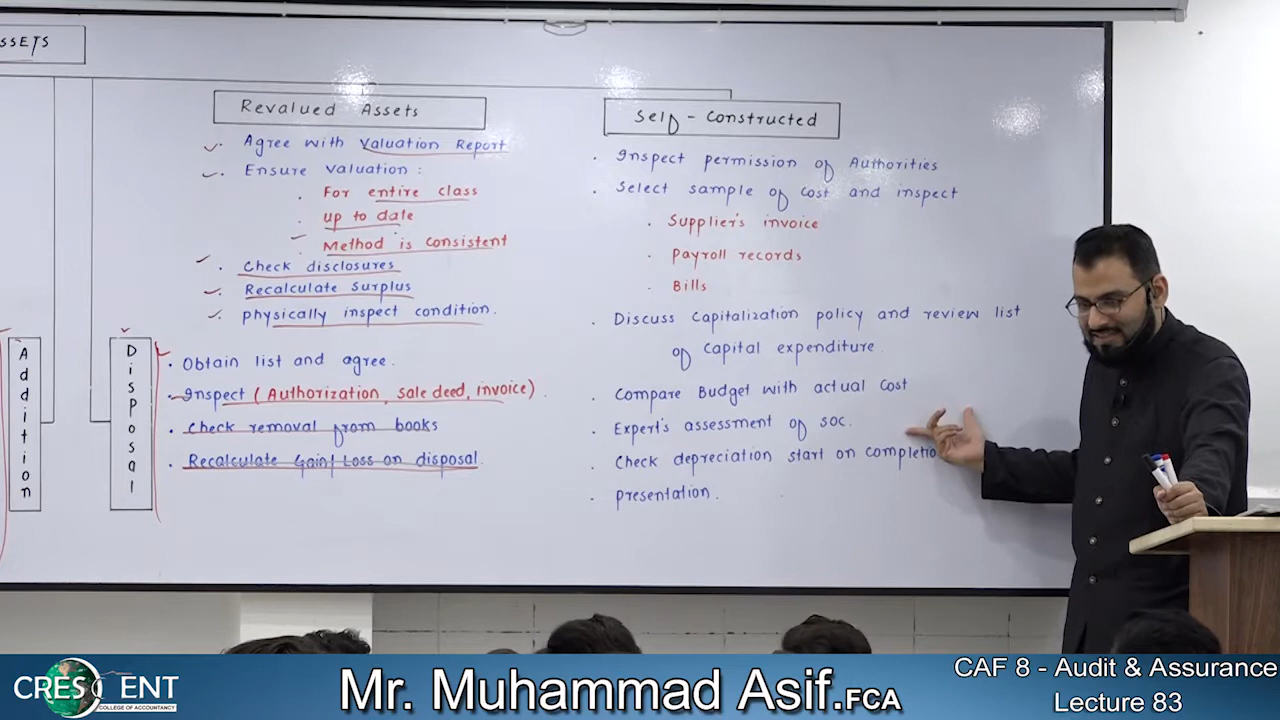 SSETS
Revalued Assets
. Agree with Valuation Report
. Ensure valuation :
. For entire class
. up to date
. Method is consistent
. Check disclosures
. Recalculate Surplus
. physically inspect condition.
Addition
Disposal
. Obtain list and agree.
. Inspect (Authorization, sale deed, invoice).
. Check removal from books
. Recalculate Gain/Loss on disposal
Self-Constructed
. Inspect permission of Authorities
. Select sample of cost and inspect
. Supplier's invoice
. Payroll records
. Bills
. Discuss Capitalization policy and review list
of Capital expenditure.
. Compare Budget with actual cost
. Expert's assessment of SOC.
. Check depreciation start on completio
. presentation.
CRESCENT
COLLEGE OF ACCOUNTANCY
Mr. Muhammad Asif.FCA
CAF 8 - Audit & Assurance
Lecture 83